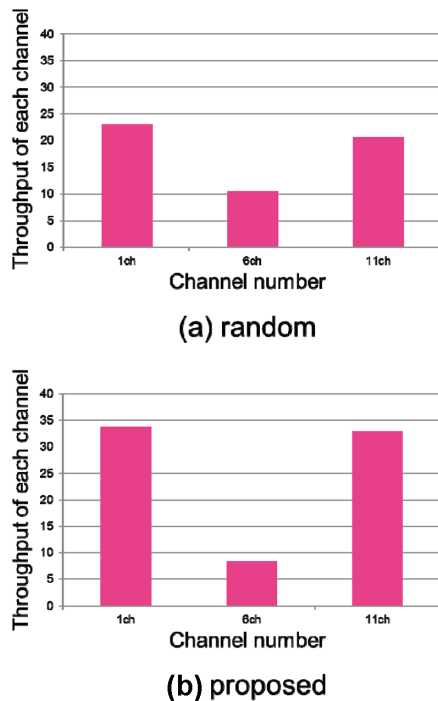 Throughput of each channel
40
35
30
25
20
15
10
5
0
1ch 6ch 11ch
Channel number
(a) random
Throughput of each channel
40
35
30
25
20
15
10
5
0
1ch 6ch 11ch
Channel number
(b) proposed